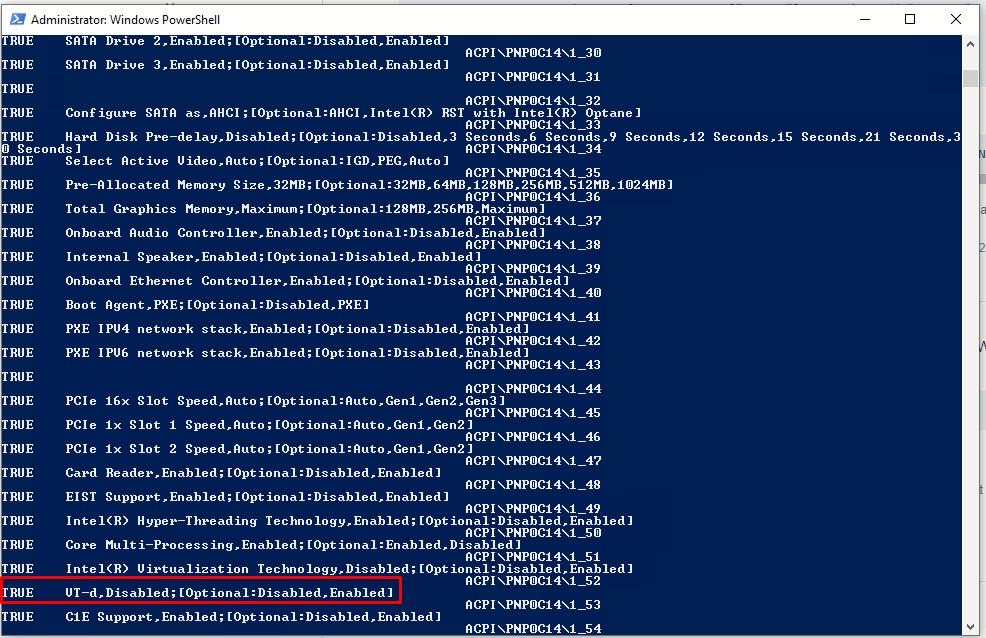 Administrator: Windows PowerShell
TRUE SATA Drive 2,Enabled;[Optional:Disabled,Enabled]
ACPI\PNP0C14\1_30
TRUE SATA Drive 3,Enabled;[Optional:Disabled,Enabled]
ACPI\PNP0C14\1_31
TRUE
ACPI\PNP0C14\1_32
TRUE Configure SATA as,AHCI;[Optional:AHCI,Intel(R) RST with Intel(R) Optane]
ACPI\PNP0C14\1_33
TRUE Hard Disk Pre-delay,Disabled;[Optional:Disabled,3 Seconds,6 Seconds,9 Seconds,12 Seconds,15 Seconds,21 Seconds,3
0 Seconds] ACPI\PNP0C14\1_34
TRUE Select Active Video,Auto;[Optional:IGD,PEG,Auto]
ACPI\PNP0C14\1_35
TRUE Pre-Allocated Memory Size,32MB;[Optional:32MB,64MB,128MB,256MB,512MB,1024MB]
ACPI\PNP0C14\1_36
TRUE Total Graphics Memory,Maximum;[Optional:128MB,256MB,Maximum]
ACPI\PNP0C14\1_37
TRUE Onboard Audio Controller,Enabled;[Optional:Disabled,Enabled]
ACPI\PNP0C14\1_38
TRUE Internal Speaker,Enabled;[Optional:Disabled,Enabled]
ACPI\PNP0C14\1_39
TRUE Onboard Ethernet Controller,Enabled;[Optional:Disabled,Enabled]
ACPI\PNP0C14\1_40
TRUE Boot Agent,PXE;[Optional:Disabled,PXE]
ACPI\PNP0C14\1_41
TRUE PXE IPV4 network stack,Enabled;[Optional:Disabled,Enabled]
ACPI\PNP0C14\1_42
TRUE PXE IPV6 network stack,Enabled;[Optional:Disabled,Enabled]
ACPI\PNP0C14\1_43
TRUE
ACPI\PNP0C14\1_44
TRUE PCIe 16x Slot Speed,Auto;[Optional:Auto,Gen1,Gen2,Gen3]
ACPI\PNP0C14\1_45
TRUE PCIe 1x Slot 1 Speed,Auto;[Optional:Auto,Gen1,Gen2]
ACPI\PNP0C14\1_46
TRUE PCIe 1x Slot 2 Speed,Auto;[Optional:Auto,Gen1,Gen2]
ACPI\PNP0C14\1_47
TRUE Card Reader,Enabled;[Optional:Disabled,Enabled]
ACPI\PNP0C14\1_48
TRUE EIST Support,Enabled;[Optional:Disabled,Enabled]
ACPI\PNP0C14\1_49
TRUE Intel(R) Hyper-Threading Technology,Enabled;[Optional:Disabled,Enabled]
ACPI\PNP0C14\1_50
TRUE Core Multi-Processing,Enabled;[Optional:Enabled,Disabled]
ACPI\PNP0C14\1_51
TRUE Intel(R) Virtualization Technology,Disabled;[Optional:Disabled,Enabled]
ACPI\PNP0C14\1_52
TRUE VT-d,Disabled;[Optional:Disabled,Enabled]
ACPI\PNP0C14\1_53
TRUE C1E Support,Enabled;[Optional:Disabled,Enabled]
ACPI\PNP0C14\1_54